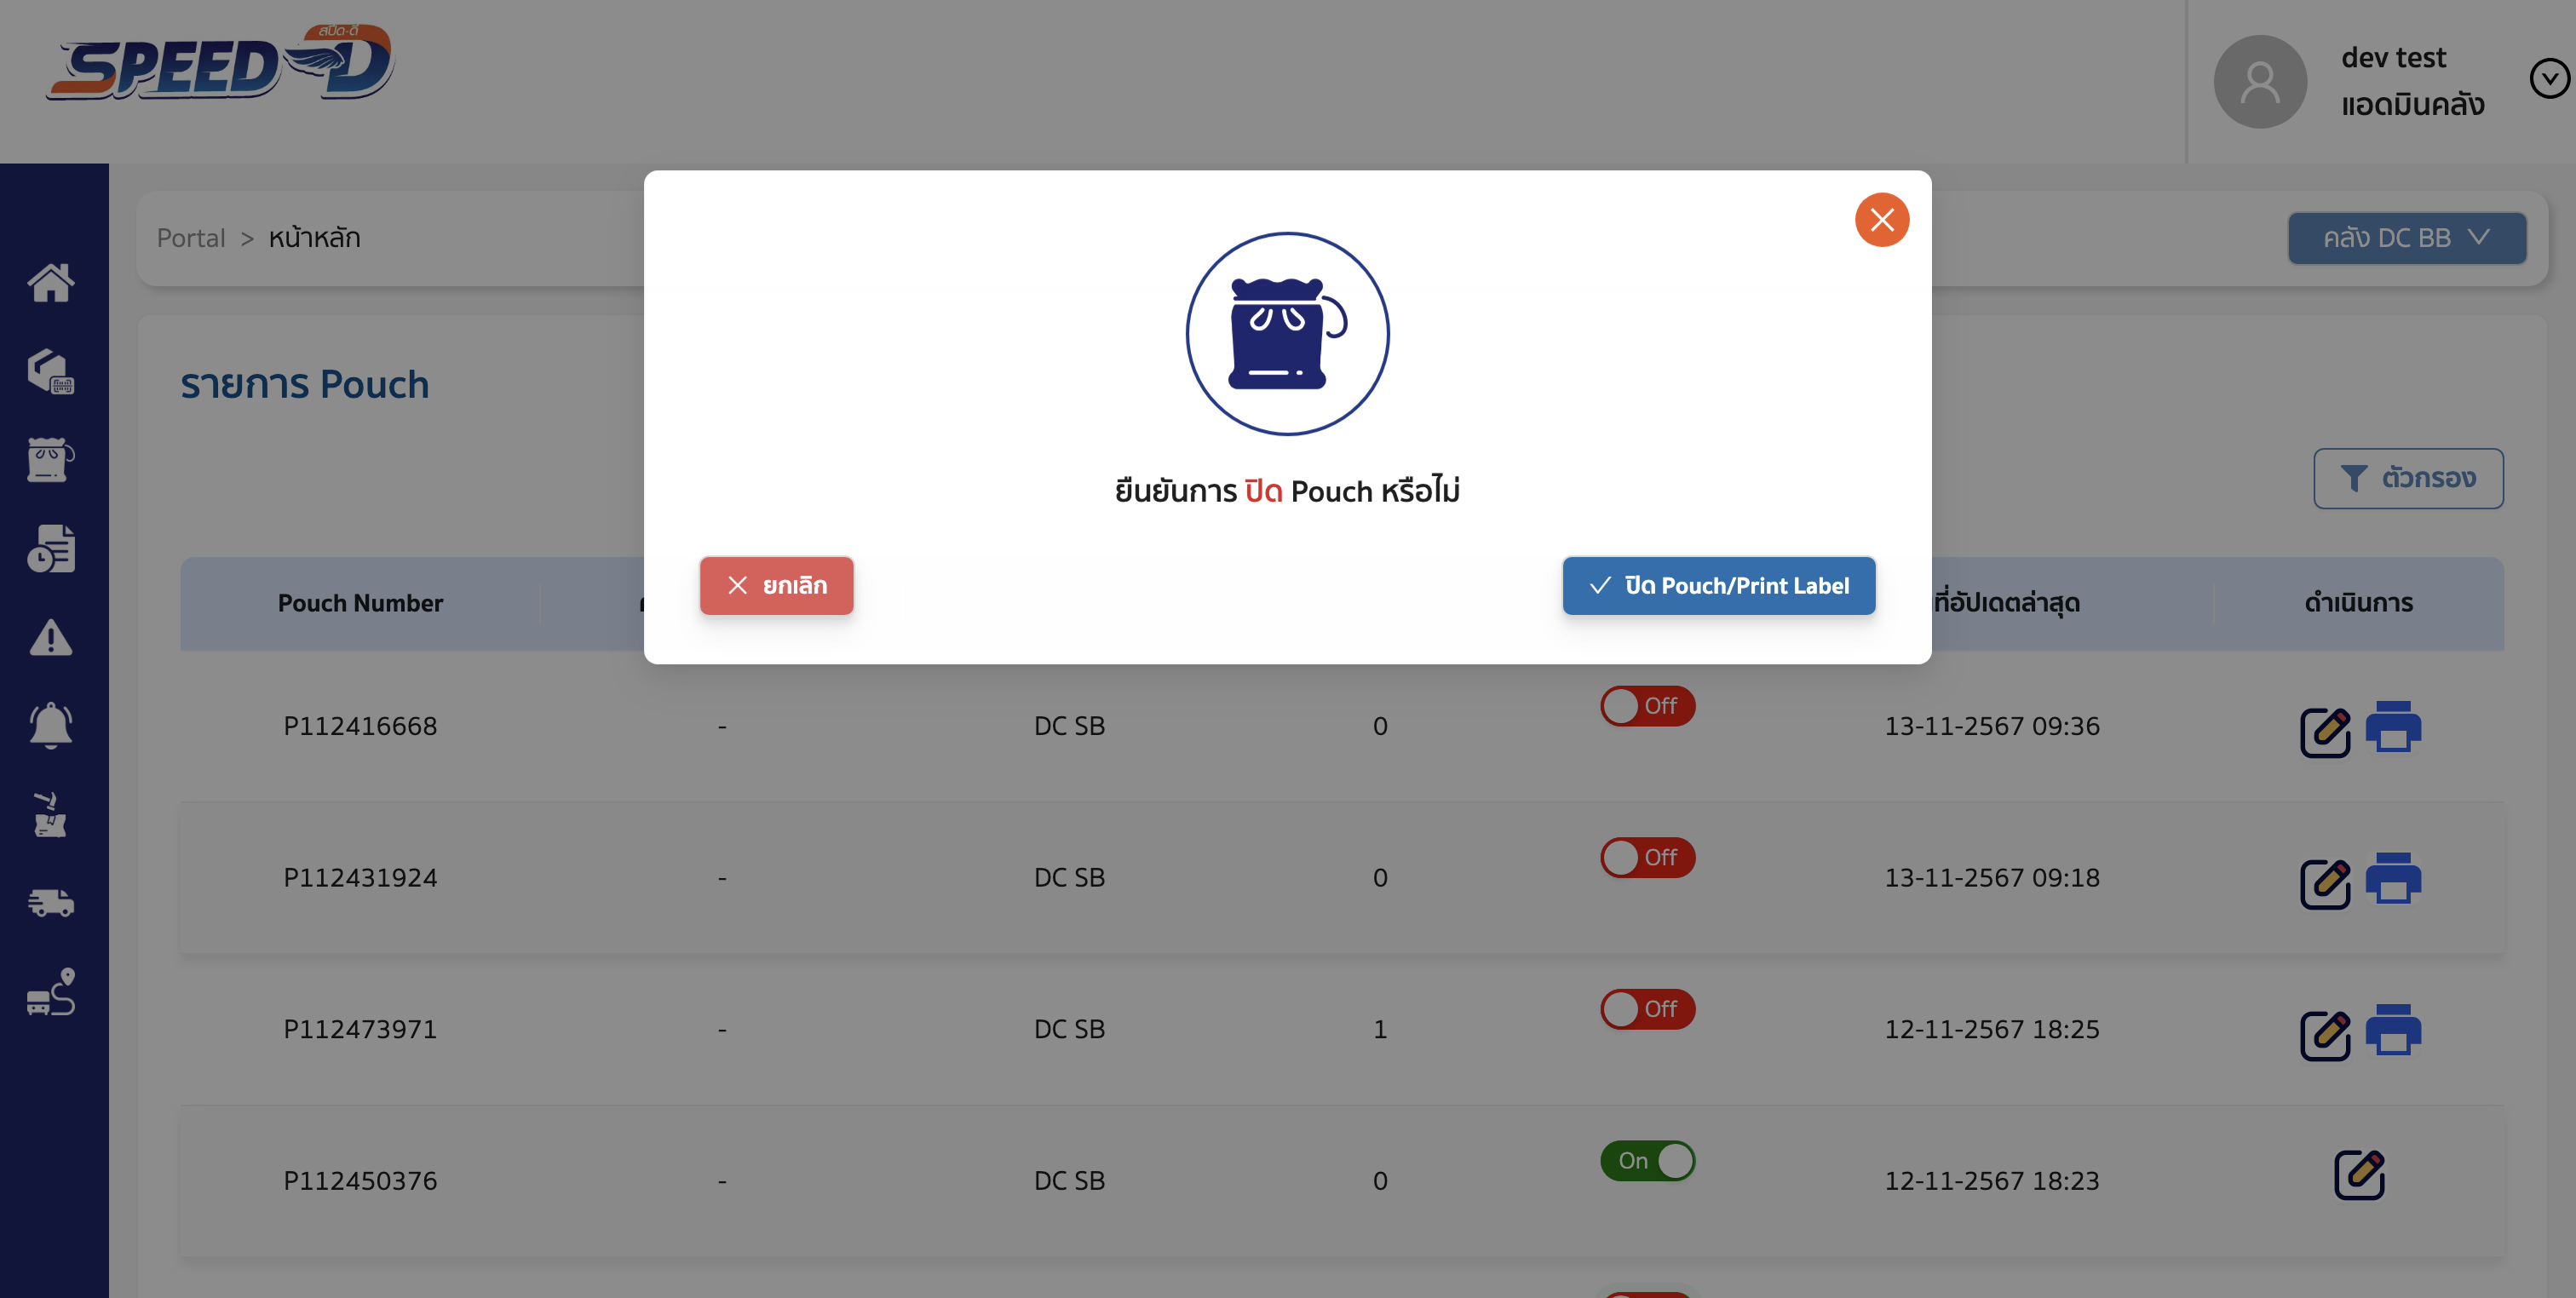 สปีด-ดี
SPEED-D
dev test
แอดมินคลัง
Portal > หน้าหลัก
คลัง DC BB
รายการ Pouch
ตัวกรอง
ยืนยันการ ปิด Pouch หรือไม่
ยกเลิก
ปิด Pouch/Print Label
Pouch Number ที่อัปเดตล่าสุด ดำเนินการ
P112416668 - DC SB 0 Off 13-11-2567 09:36
P112431924 - DC SB 0 Off 13-11-2567 09:18
P112473971 - DC SB 1 Off 12-11-2567 18:25
P112450376 - DC SB 0 On 12-11-2567 18:23